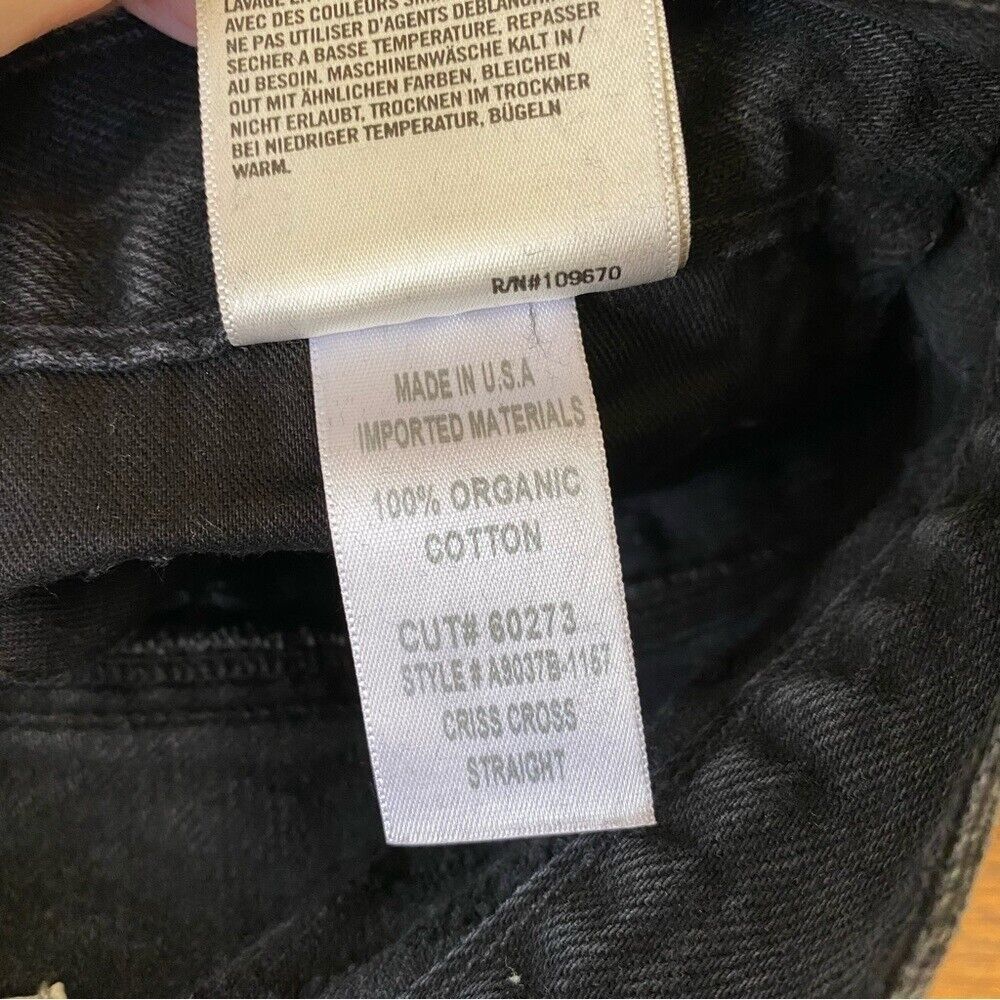 LAVAGE
AVEC DES COULEURS
NE PAS UTILISER D'AGENTS DEBLANCH
SECHER A BASSE TEMPERATURE, REPASSER
AU BESOIN. MASCHINENWÄSCHE KALT IN/
OUT MIT ÄHNLICHEN FARBEN, BLEICHEN
NICHT ERLAUBT, TROCKNEN IM TROCKNER
BEI NIEDRIGER TEMPERATUR, BÜGELN
WARM.
R/N#109670
MADE IN U.S.A
IMPORTED MATERIALS
100% ORGANIC
COTTON
CUT# 60273
STYLE # A9037B-1157
CRISS CROSS
STRAIGHT